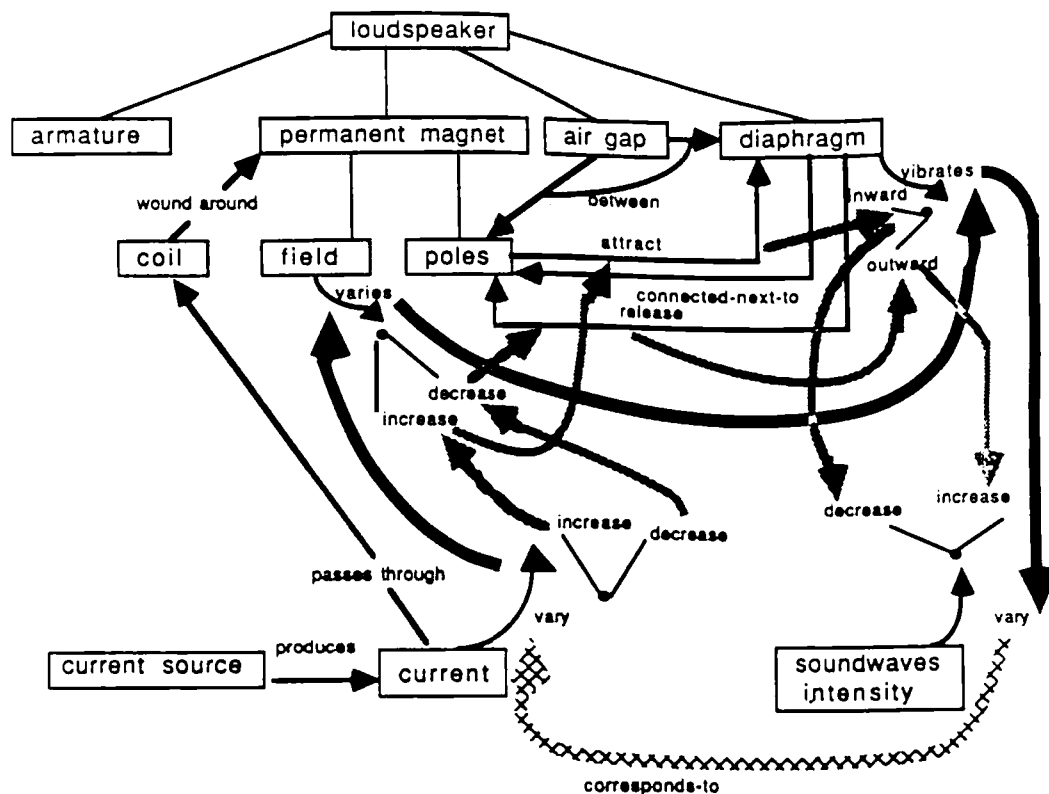 loudspeaker
armature
permanent magnet
air gap
diaphragm
vibrates
inward
wound around
between
coil
field
poles
attract
outward
varies
connected-next-to
release
decrease
increase
increase
decrease
decrease
increase
passes through
vary
vary
produces
current source
current
soundwaves
intensity
corresponds-to